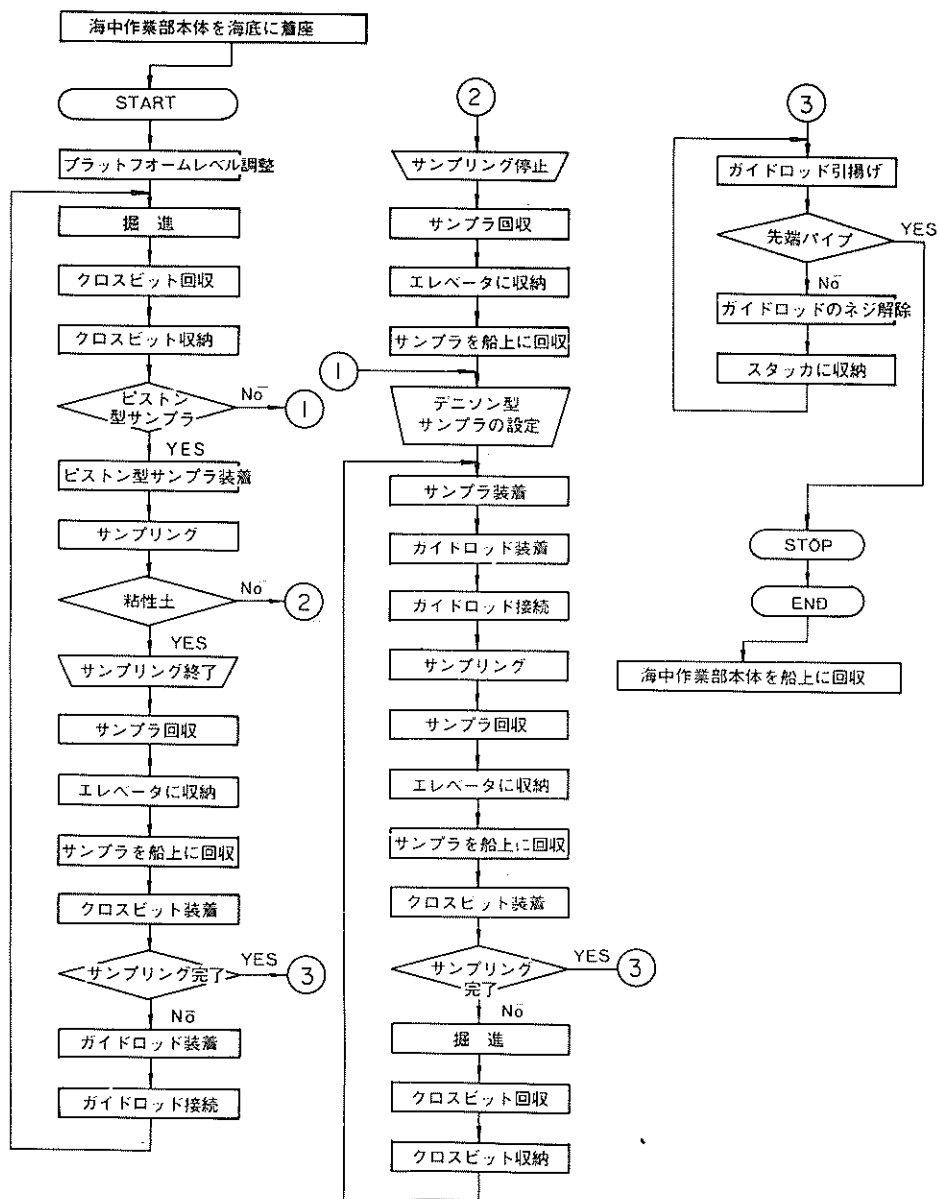 海中作業部本体を海底に着座
START
プラットフオームレベル調整
掘 進
クロスビット回収
クロスビット収納
ピストン
型サンプラ
No
1
YES
ピストン型サンプラ装着
サンプリング
粘性土
No
2
YES
サンプリング終了
サンプラ回収
エレベータに収納
サンプラを船上に回収
クロスビット装着
サンプリング完了
YES
3
No
ガイドロッド装着
ガイドロッド接続
2
サンプリング停止
サンプラ回収
エレベータに収納
サンプラを船上に回収
1
デニソン型
サンプラの設定
サンプラ装着
ガイドロッド装着
ガイドロッド接続
サンプリング
サンプラ回収
エレベータに収納
サンプラを船上に回収
クロスビット装着
サンプリング
完了
YES
3
No
掘 進
クロスビット回収
クロスビット収納
3
ガイドロッド引揚げ
先端パイプ
YES
No
ガイドロッドのネジ解除
スタッカに収納
STOP
END
海中作業部本体を船上に回収